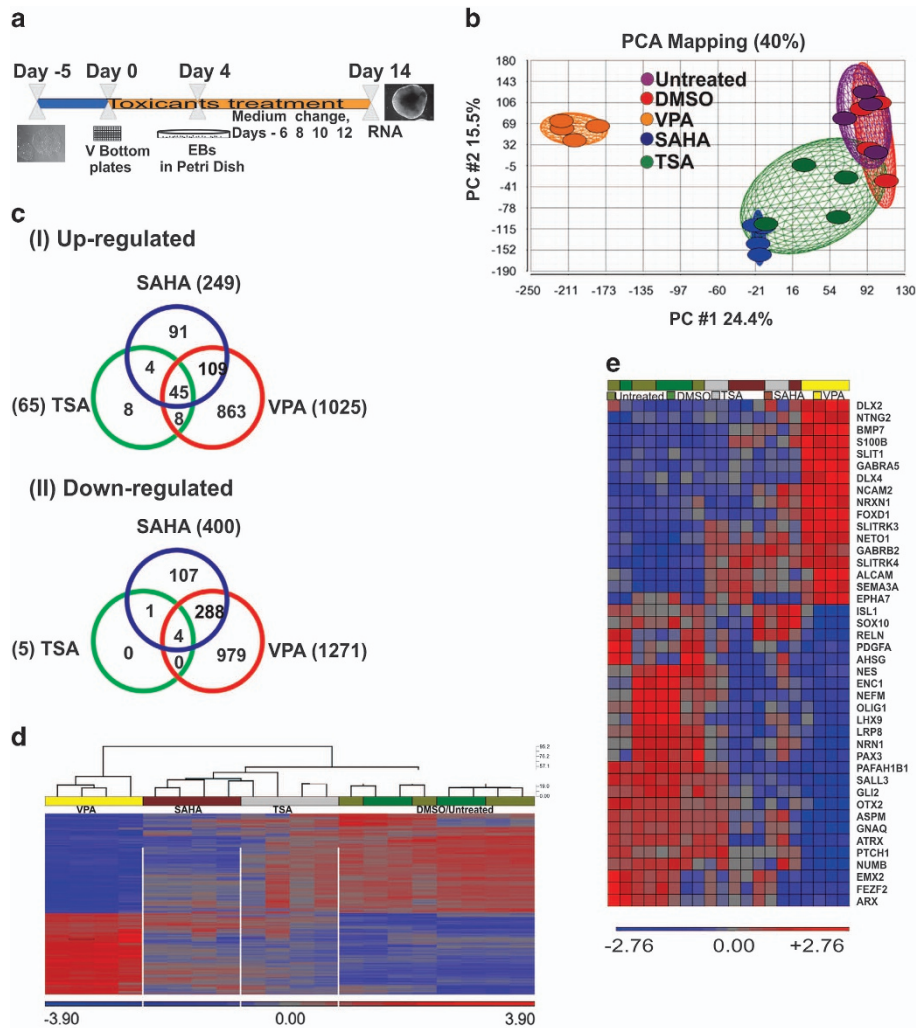 a
Day -5 Day 0 Day 4 Day 14
Toxicants treatment
Medium change,
Days - 6 8 10 12 RNA
V Bottom
plates
EBs
in Petri Dish
b
PCA Mapping (40%)
Untreated
DMSO
VPA
SAHA
TSA
PC #2 15.5%
180
143
106
69
32
-5
-41
-78
-115
-152
-190
-250 -211 -173 -135 -97 -60 -21 16 54 92 130
PC #1 24.4%
c
(I) Up-regulated
SAHA (249)
91
4 109
45
(65) TSA 8 8 863 VPA (1025)
(II) Down-regulated
SAHA (400)
107
1 288
4
(5) TSA 0 0 979 VPA (1271)
d
VPA SAHA TSA DMSO/Untreated
-3.90 0.00 3.90
e
Untreated DMSO TSA SAHA VPA
DLX2
NTNG2
BMP7
S100B
SLIT1
GABRA5
DLX4
NCAM2
NRXN1
FOXD1
SLITRK3
NETO1
GABRB2
SLITRK4
ALCAM
SEMA3A
EPHA7
ISL1
SOX10
RELN
PDGFA
AHSG
NES
ENC1
NEFM
OLIG1
LHX9
LRP8
NRN1
PAX3
PAFAH1B1
SALL3
GLI2
OTX2
ASPM
GNAQ
ATRX
PTCH1
NUMB
EMX2
FEZF2
ARX
-2.76 0.00 +2.76